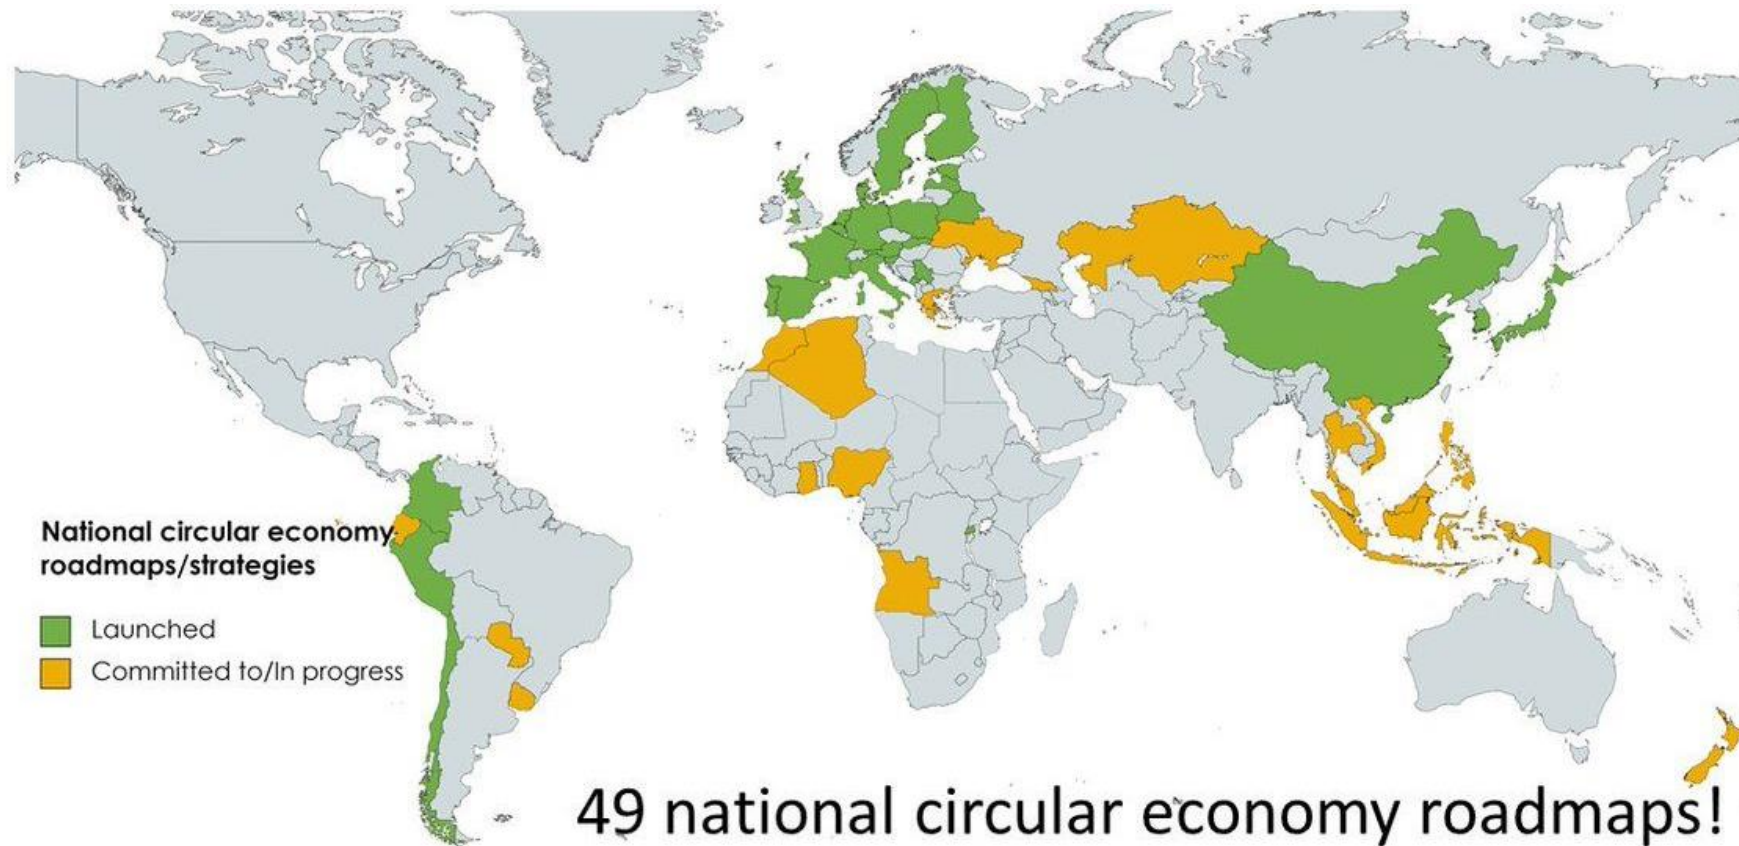 National circular economy
roadmaps/strategies
Launched
Committed to/In progress
49 national circular economy roadmaps!